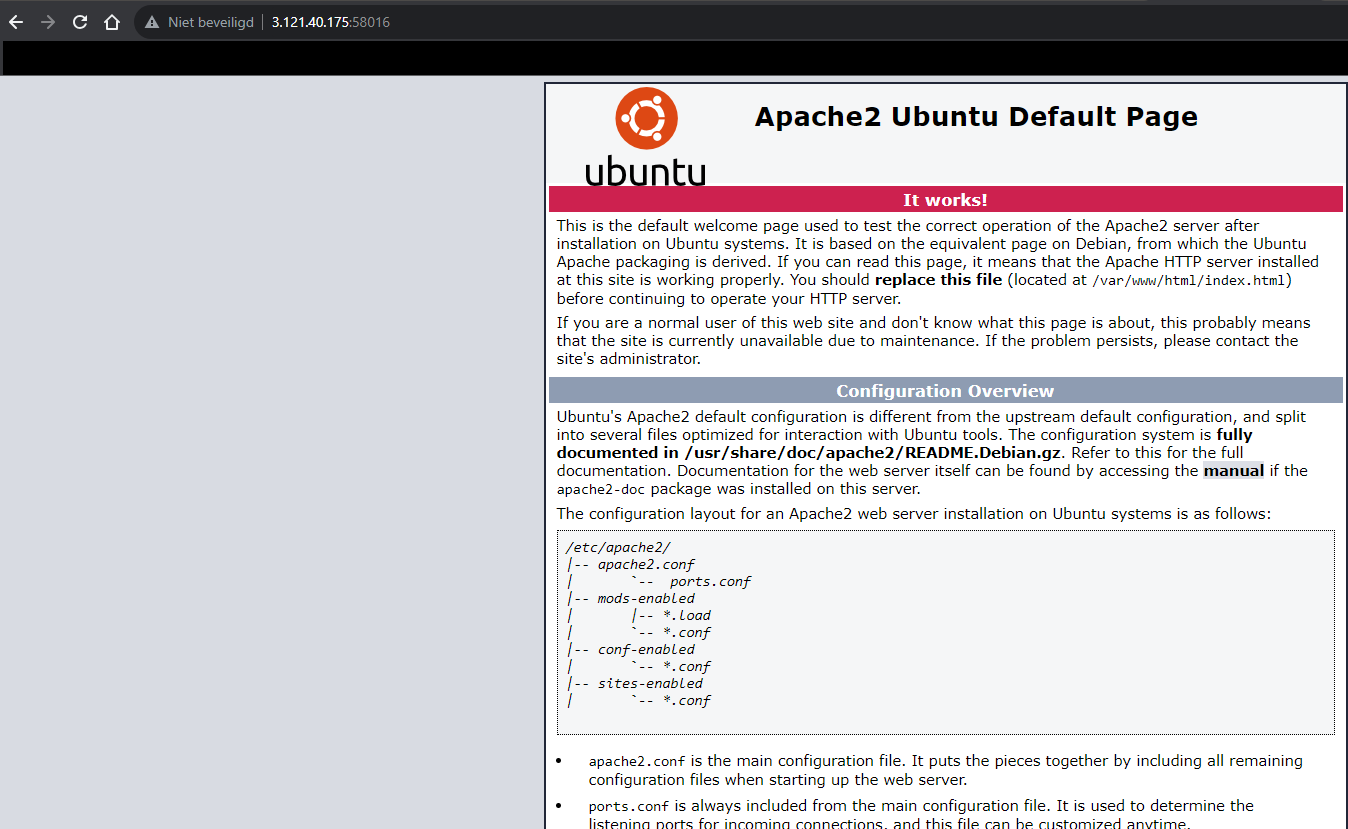 Niet beveiligd 3.121.40.175:58016
Apache2 Ubuntu Default Page
ubuntu
It works!
This is the default welcome page used to test the correct operation of the Apache2 server after
installation on Ubuntu systems. It is based on the equivalent page on Debian, from which the Ubuntu
Apache packaging is derived. If you can read this page, it means that the Apache HTTP server installed
at this site is working properly. You should replace this file (located at /var/www/html/index.html)
before continuing to operate your HTTP server.
If you are a normal user of this web site and don't know what this page is about, this probably means
that the site is currently unavailable due to maintenance. If the problem persists, please contact the
site's administrator.
Configuration Overview
Ubuntu's Apache2 default configuration is different from the upstream default configuration, and split
into several files optimized for interaction with Ubuntu tools. The configuration system is fully
documented in /usr/share/doc/apache2/README.Debian.gz. Refer to this for the full
documentation. Documentation for the web server itself can be found by accessing the manual if the
apache2-doc package was installed on this server.
The configuration layout for an Apache2 web server installation on Ubuntu systems is as follows:
/etc/apache2/
|-- apache2.conf
|       `--  ports.conf
|-- mods-enabled
|       |-- *.load
|       `-- *.conf
|-- conf-enabled
|       `-- *.conf
|-- sites-enabled
|       `-- *.conf
• apache2.conf is the main configuration file. It puts the pieces together by including all remaining
configuration files when starting up the web server.
• ports.conf is always included from the main configuration file. It is used to determine the
listening ports for incoming connections, and this file can be customized anytime.